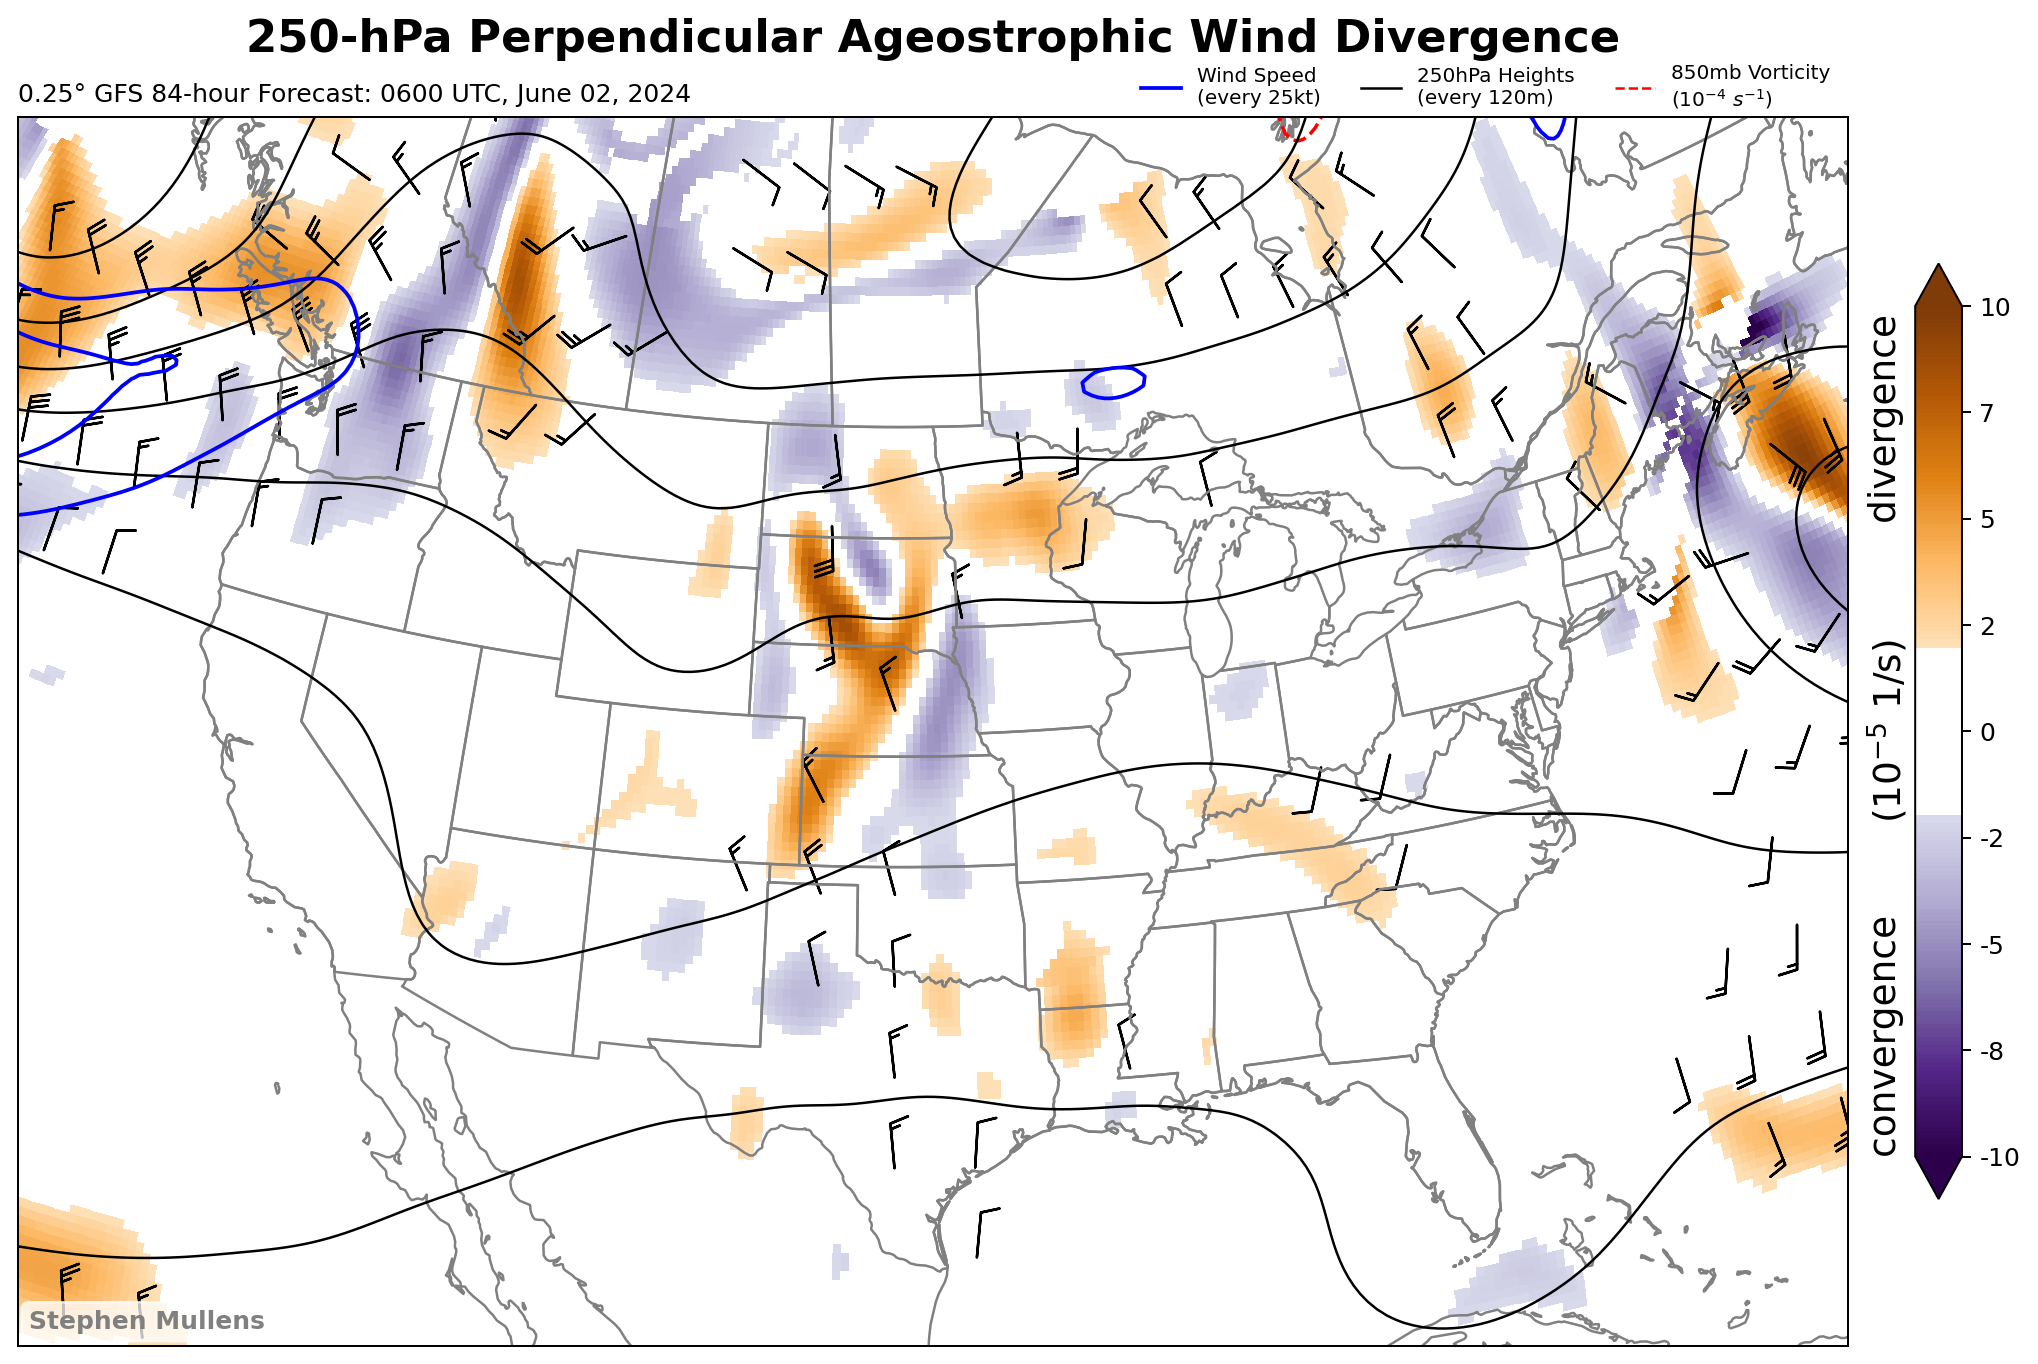 250-hPa Perpendicular Ageostrophic Wind Divergence
0.25° GFS 84-hour Forecast: 0600 UTC, June 02, 2024
Wind Speed
(every 25kt)
250hPa Heights
(every 120m)
850mb Vorticity
(10⁻⁴ s⁻¹)
convergence (10⁻⁵ 1/s) divergence
10
7
5
2
0
-2
-5
-8
-10
Stephen Mullens